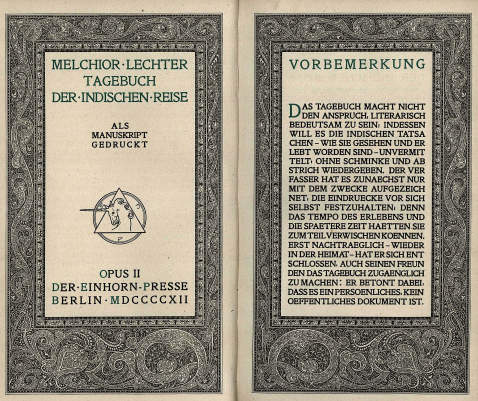 MELCHIOR·LECHTER
TAGEBUCH
DER·INDISCHEN·REISE
ALS
MANUSKRIPT
GEDRUCKT
OPUS II
DER·EINHORN·PRESSE
BERLIN·MDCCCCXII
VORBEMERKUNG
DAS TAGEBUCH MACHT NICHT
DEN ANSPRUCH, LITERARISCH
BEDEUTSAM ZU SEIN; INDESSEN
WILL ES DIE INDISCHEN TATSA
CHEN – WIE SIE GESEHEN UND ER
LEBT WORDEN SIND – UNVERMIT
TELT, OHNE SCHMINKE UND AB
STRICH WIEDERGEBEN. DER VER
FASSER HAT ES ZUNAECHST NUR
MIT DEM ZWECKE AUFGEZEICH
NET, DIE EINDRUECKE VOR SICH
SELBST FESTZUHALTEN; DENN
DAS TEMPO DES ERLEBENS UND
DIE SPAETERE ZEIT HAETTEN SIE
ZUM TEIL VERWISCHEN KOENNEN.
ERST NACHTRAEGLICH – WIEDER
IN DER HEIMAT – HAT ER SICH ENT
SCHLOSSEN, AUCH SEINEN FREUN
DEN DAS TAGEBUCH ZUGAENGLICH
ZU MACHEN; ER BETONT DABEI,
DASS ES EIN PERSOENLICHES, KEIN
OEFFENTLICHES DOKUMENT IST.